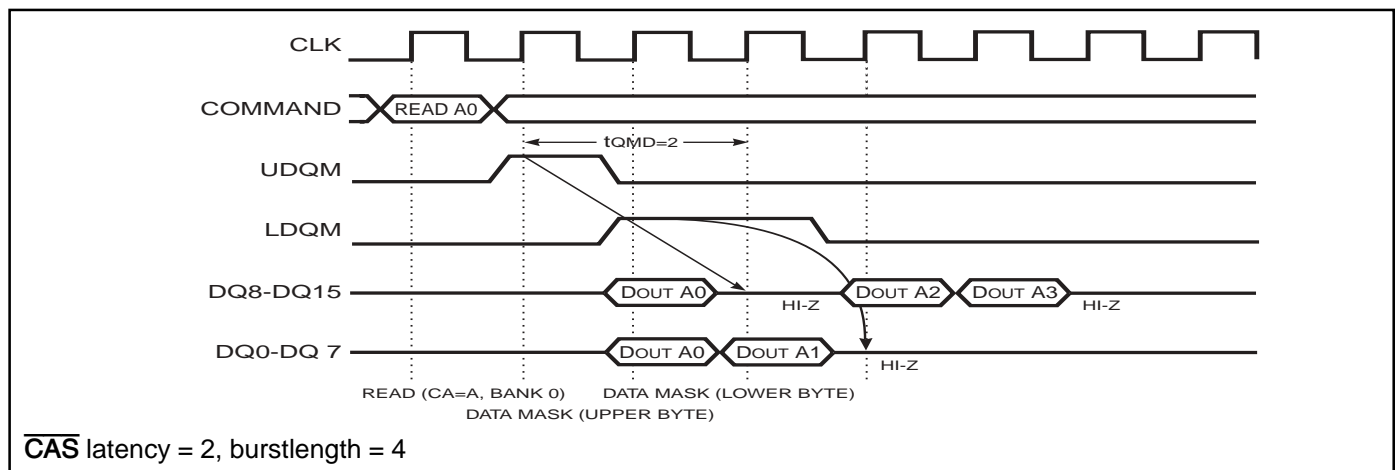 CLK
COMMAND READ A0
tQMD=2
UDQM
LDQM
DQ8-DQ15 DOUT A0 HI-Z DOUT A2 DOUT A3 HI-Z
DQ0-DQ 7 DOUT A0 DOUT A1 HI-Z
READ (CA=A, BANK 0) DATA MASK (LOWER BYTE)
DATA MASK (UPPER BYTE)
CAS latency = 2, burstlength = 4